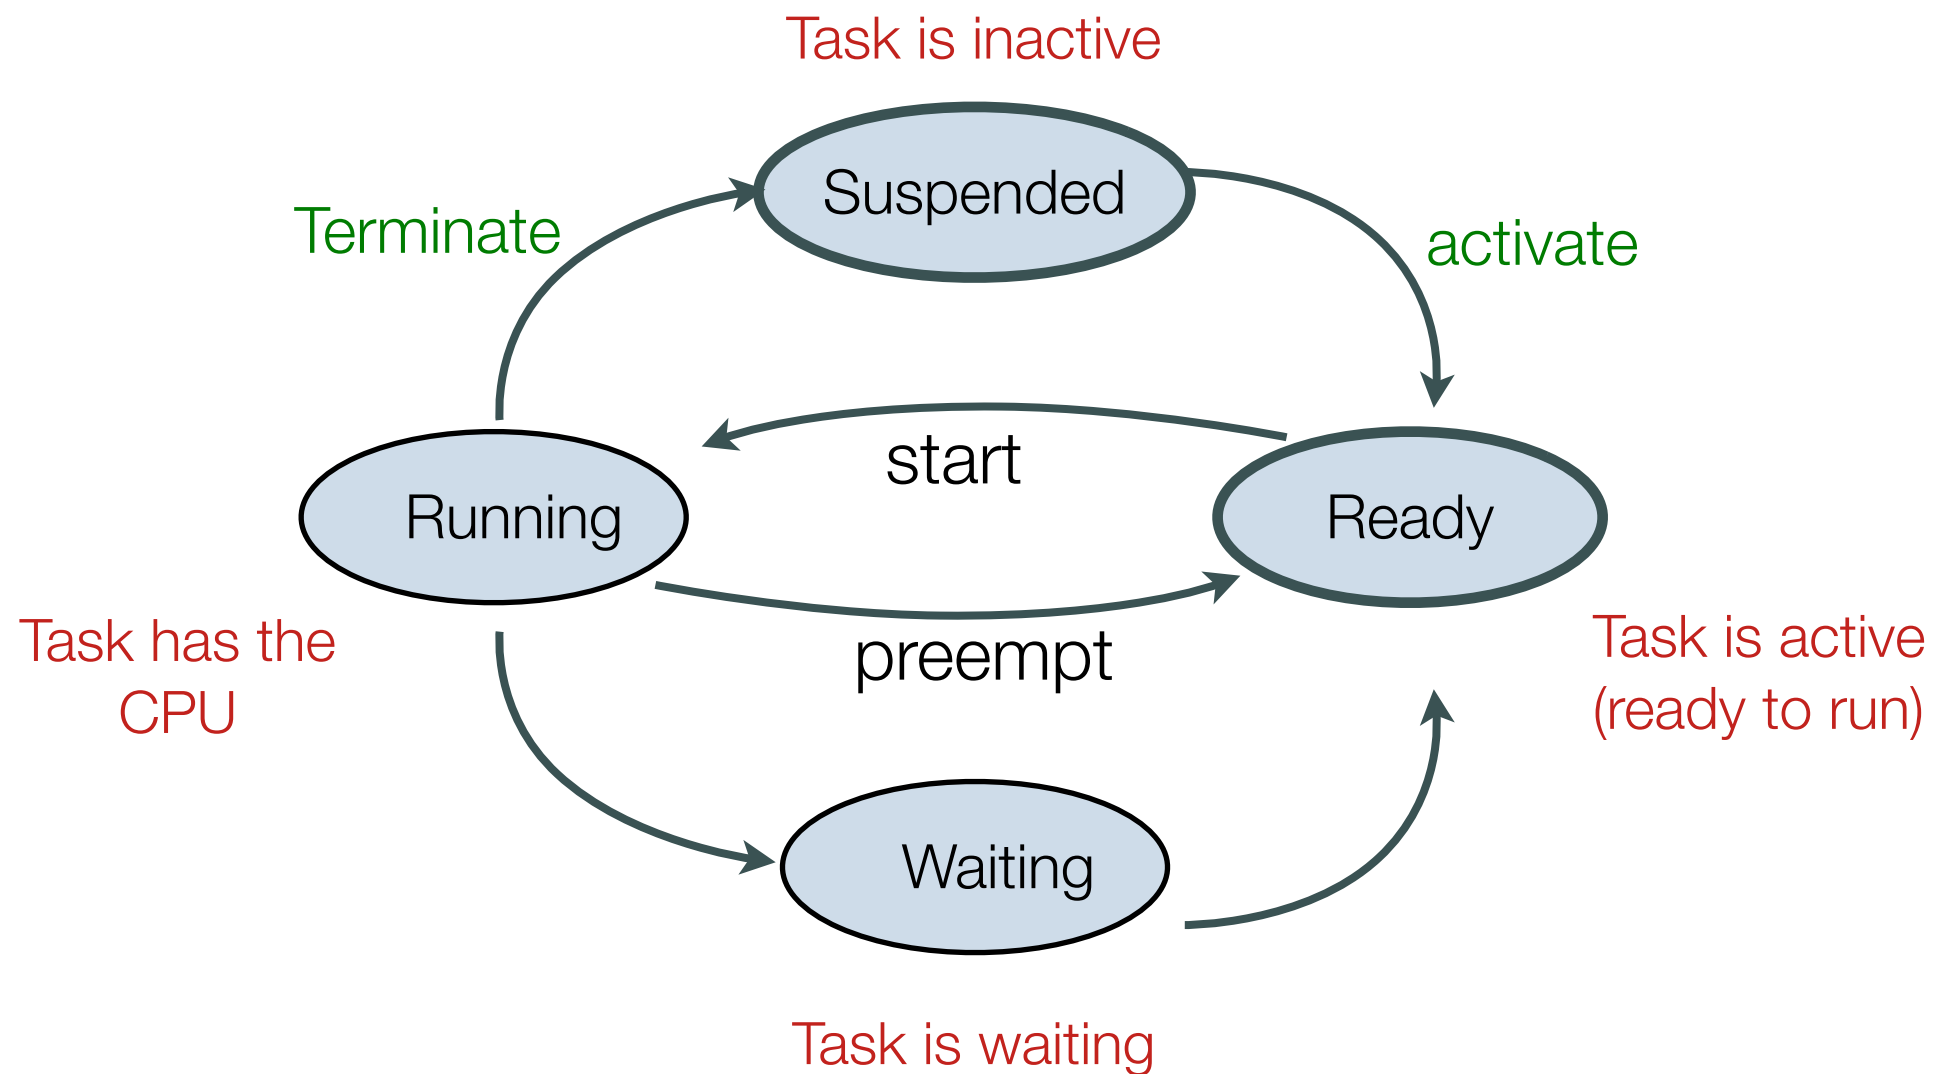 Task is inactive
Suspended
Terminate
activate
start
Running
Ready
preempt
Task has the
CPU
Task is active
(ready to run)
Waiting
Task is waiting